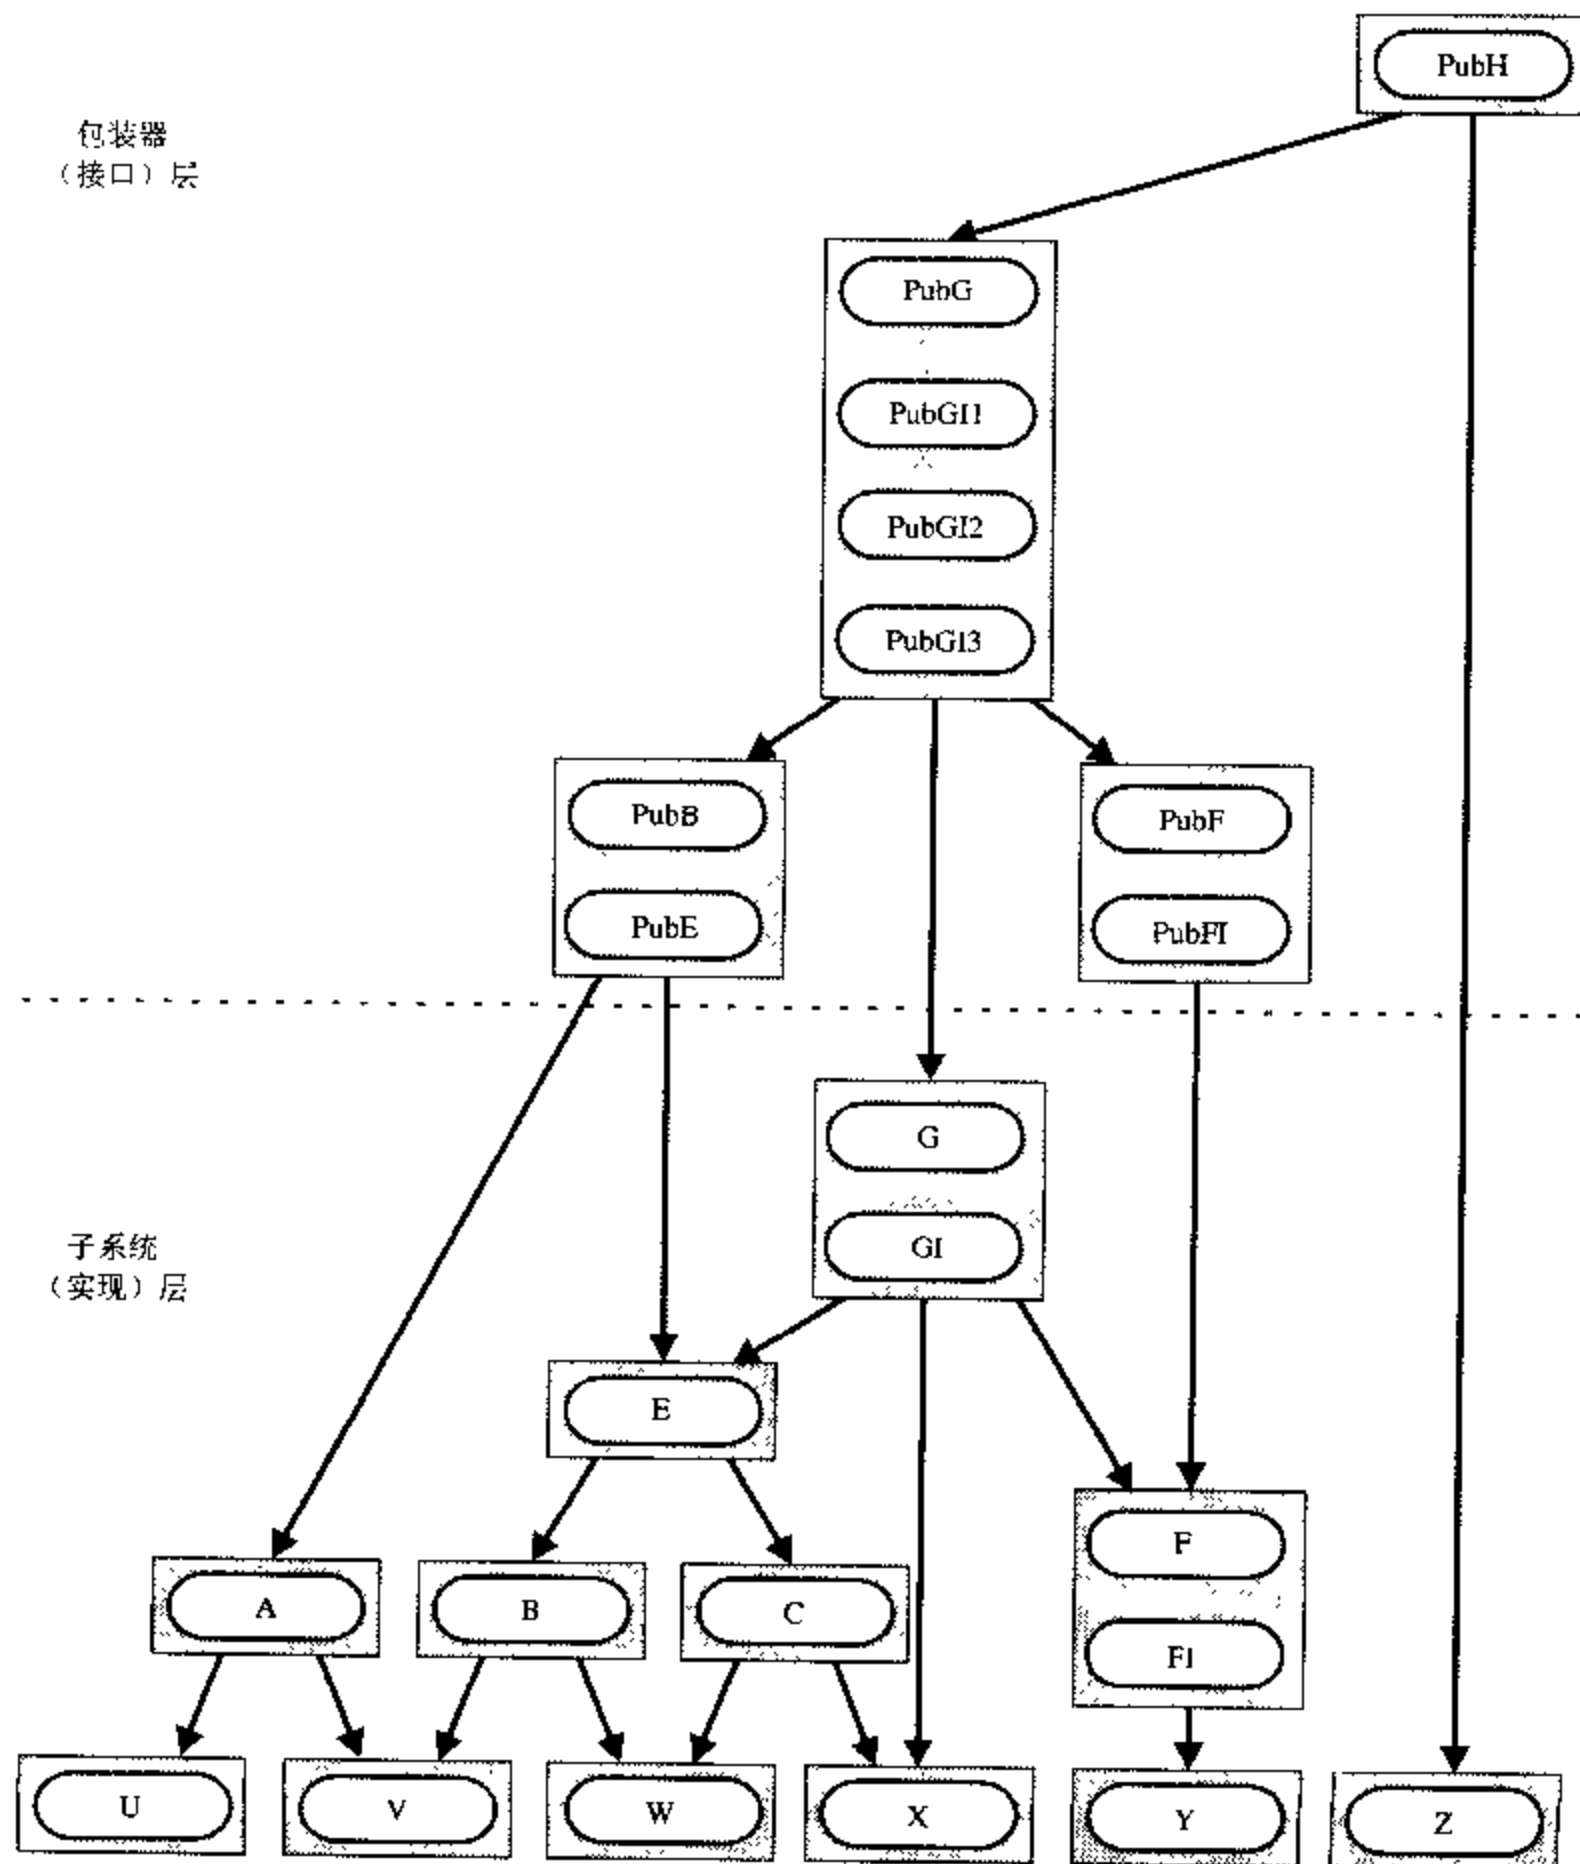 PubH
包装器
（接口）层
PubG
PubGI1
PubGI2
PubGI3
PubB
PubF
PubE
PubFI
G
子系统
（实现）层
GI
E
F
A
B
C
FI
U
V
W
X
Y
Z